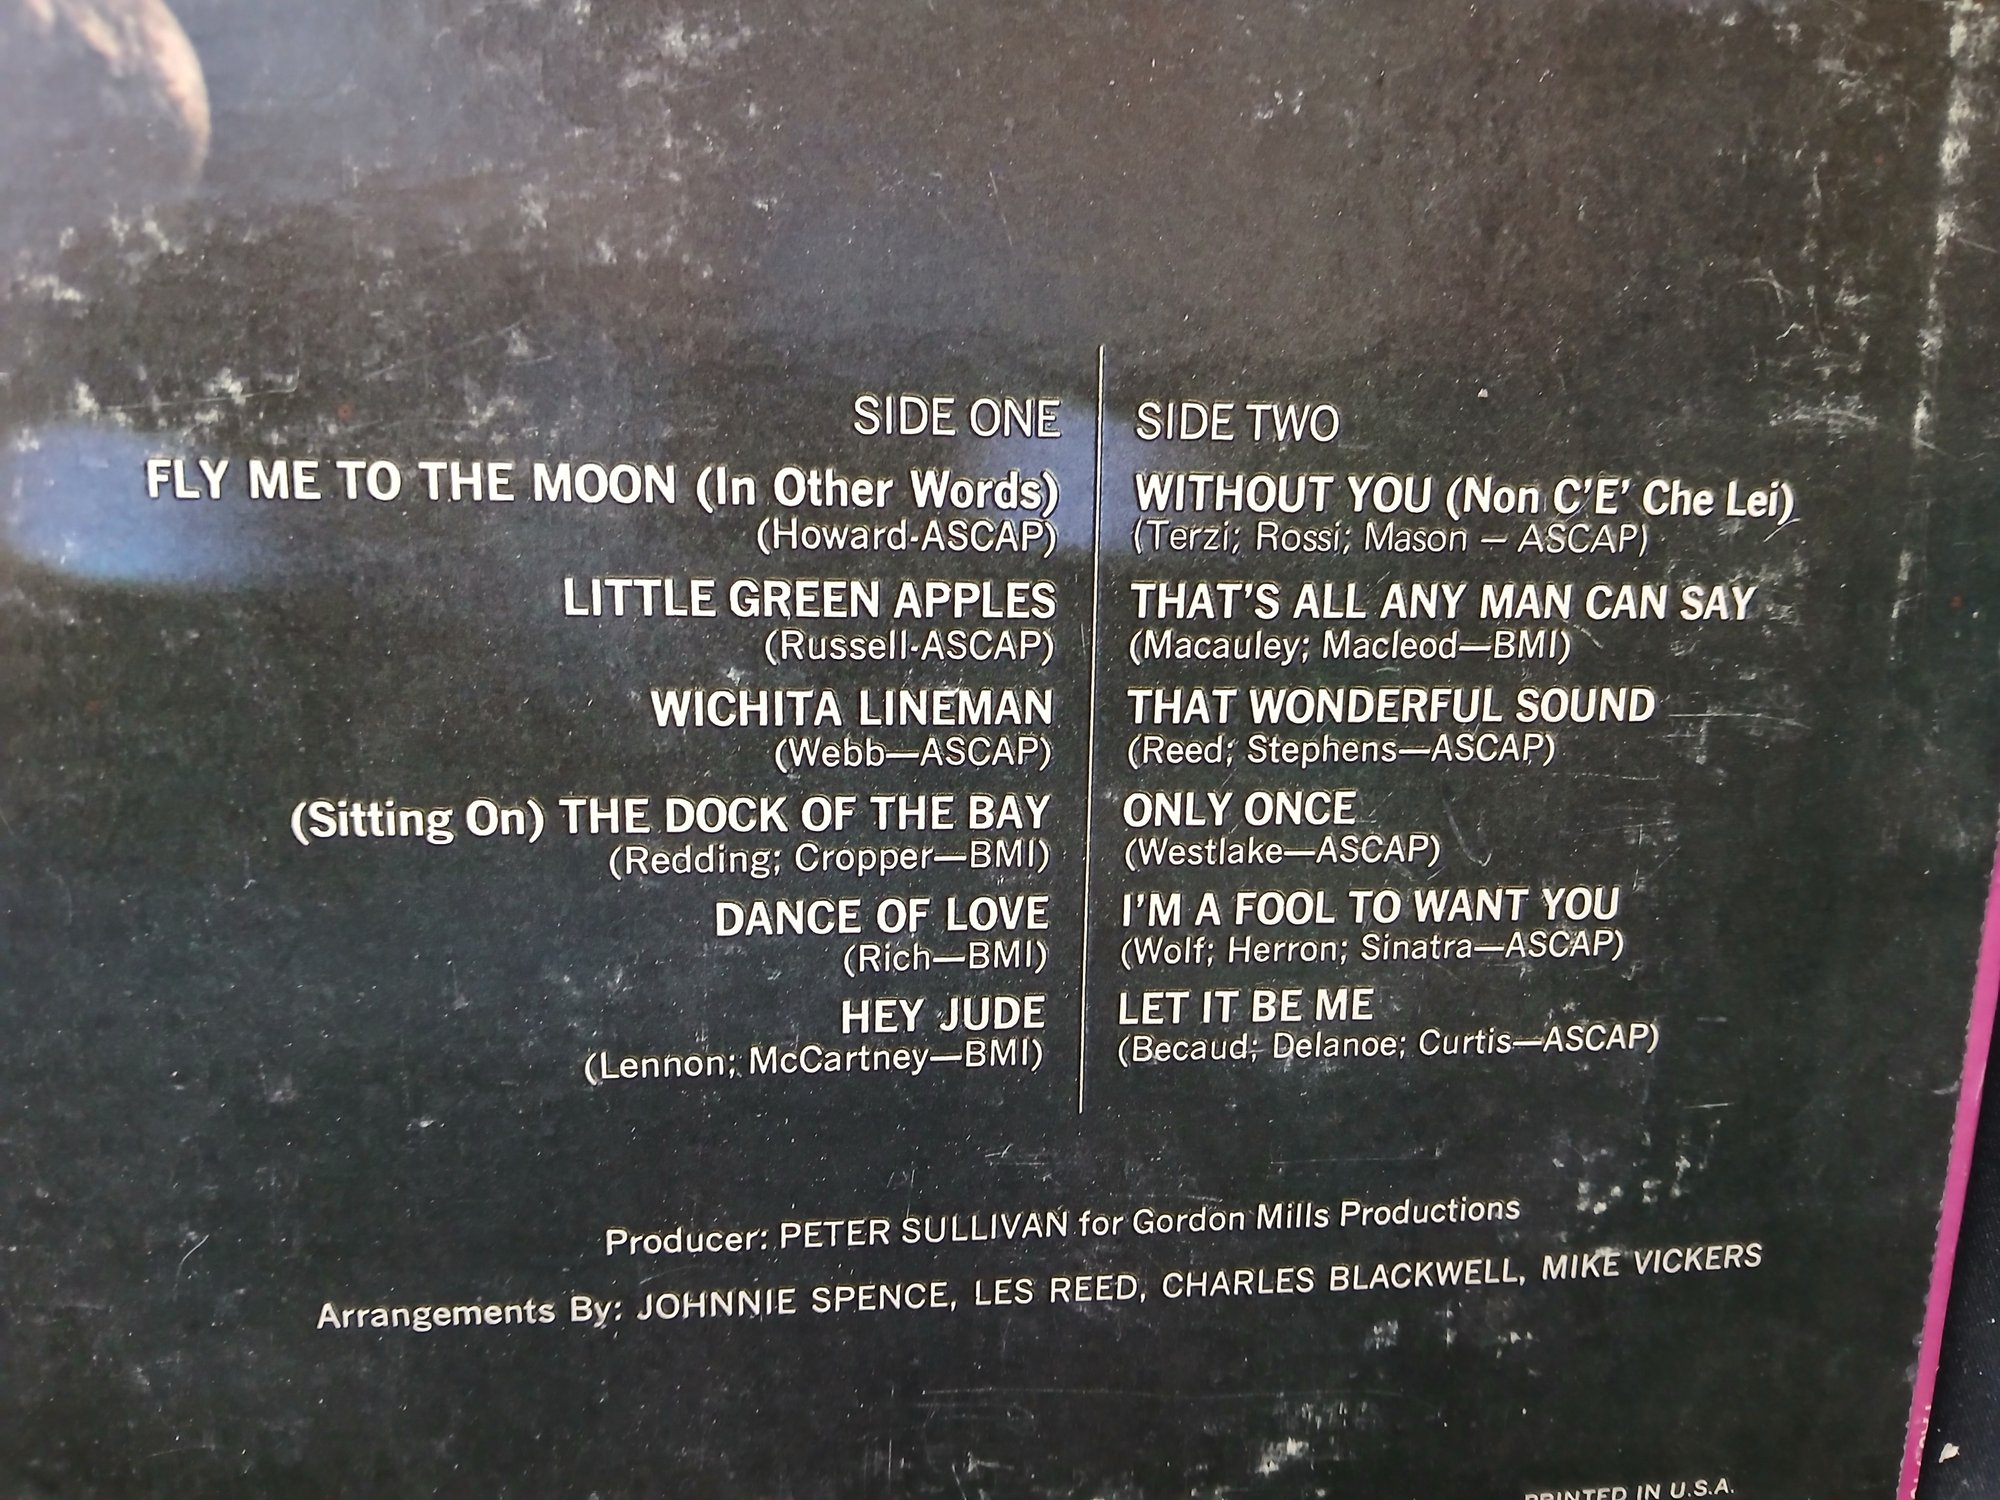 SIDE ONE
FLY ME TO THE MOON (In Other Words)
(Howard-ASCAP)
LITTLE GREEN APPLES
(Russell-ASCAP)
WICHITA LINEMAN
(Webb—ASCAP)
(Sitting On) THE DOCK OF THE BAY
(Redding; Cropper—BMI)
DANCE OF LOVE
(Rich—BMI)
HEY JUDE
(Lennon; McCartney—BMI)
SIDE TWO
WITHOUT YOU (Non C'E' Che Lei)
(Terzi; Rossi; Mason — ASCAP)
THAT'S ALL ANY MAN CAN SAY
(Macauley; Macleod—BMI)
THAT WONDERFUL SOUND
(Reed; Stephens—ASCAP)
ONLY ONCE
(Westlake—ASCAP)
I'M A FOOL TO WANT YOU
(Wolf; Herron; Sinatra—ASCAP)
LET IT BE ME
(Becaud; Delanoe; Curtis—ASCAP)
Producer: PETER SULLIVAN for Gordon Mills Productions
Arrangements By: JOHNNIE SPENCE, LES REED, CHARLES BLACKWELL, MIKE VICKERS
PRINTED IN U.S.A.